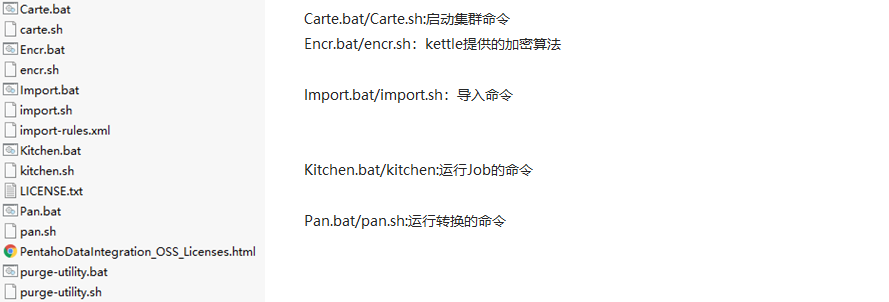 Carte.bat
carte.sh
Encr.bat
encr.sh
Import.bat
import.sh
import-rules.xml
Kitchen.bat
kitchen.sh
LICENSE.txt
Pan.bat
pan.sh
PentahoDataIntegration_OSS_Licenses.html
purge-utility.bat
purge-utility.sh
Carte.bat/Carte.sh:启动集群命令
Encr.bat/encr.sh：kettle提供的加密算法
Import.bat/import.sh：导入命令
Kitchen.bat/kitchen:运行Job的命令
Pan.bat/pan.sh:运行转换的命令